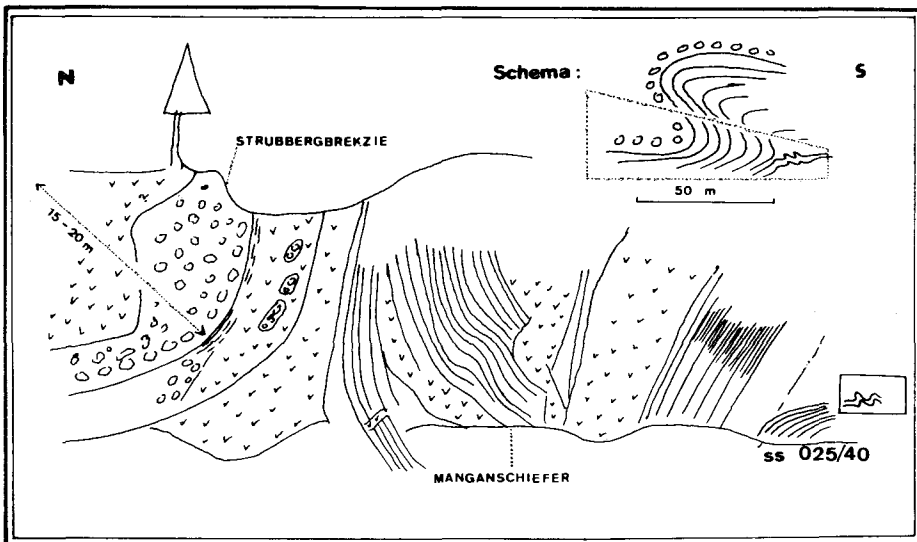 N
Schema :
S
STRUBBERGBREKZIE
15 - 20 m
50 m
MANGANSCHIEFER
ss 025/40